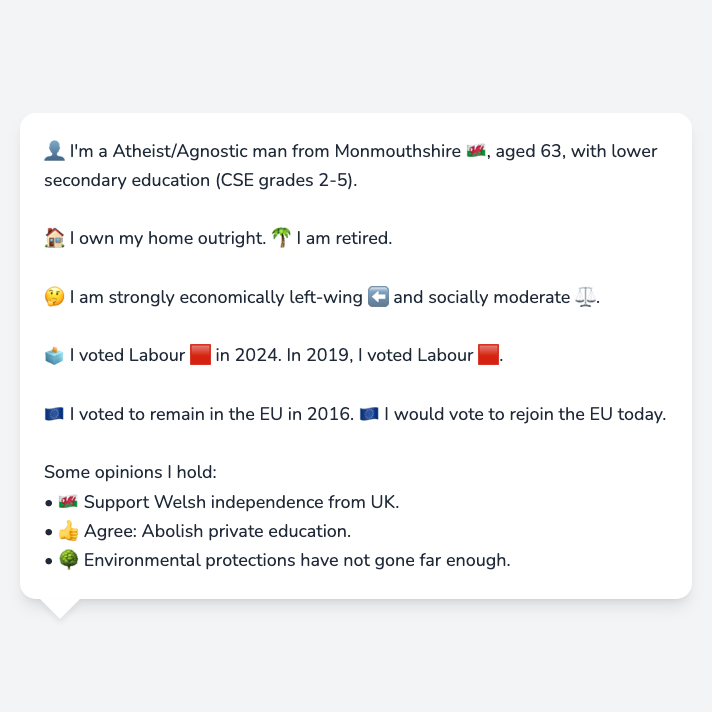 👤 I'm a Atheist/Agnostic man from Monmouthshire 🏴󠁧󠁢󠁷󠁬󠁳󠁿, aged 63, with lower
secondary education (CSE grades 2-5).
🏠 I own my home outright. 🌴 I am retired.
🤔 I am strongly economically left-wing ⬅️ and socially moderate ⚖️.
🗳️ I voted Labour 🟥 in 2024. In 2019, I voted Labour 🟥.
🇪🇺 I voted to remain in the EU in 2016. 🇪🇺 I would vote to rejoin the EU today.
Some opinions I hold:
• 🏴󠁧󠁢󠁷󠁬󠁳󠁿 Support Welsh independence from UK.
• 👍 Agree: Abolish private education.
• 🌳 Environmental protections have not gone far enough.